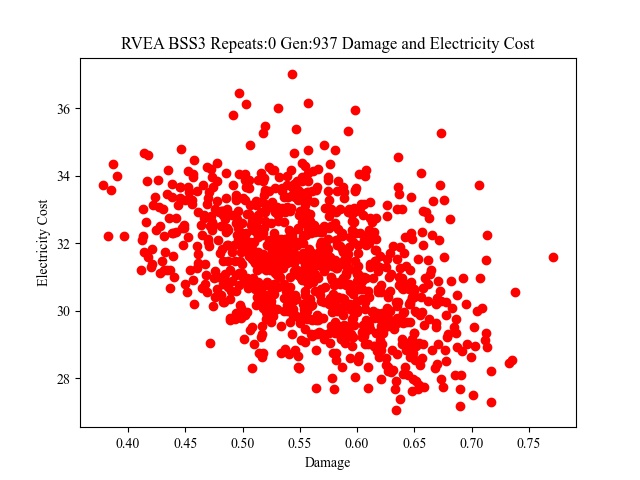 RVEA BSS3 Repeats:0 Gen:937 Damage and Electricity Cost
36
34
32
30
28
Electricity Cost
0.40 0.45 0.50 0.55 0.60 0.65 0.70 0.75
Damage